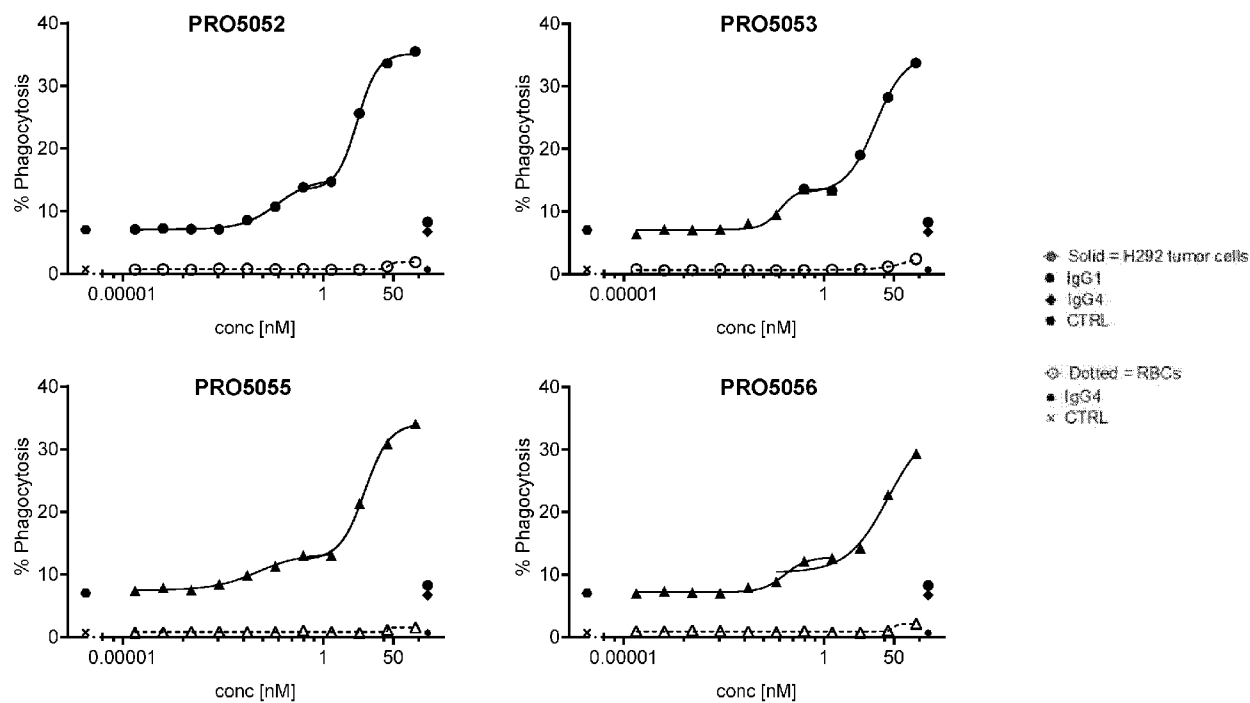 PRO5052
40
30
20
10
0
% Phagocytosis
0.00001 1 50
conc [nM]
PRO5053
40
30
20
10
0
% Phagocytosis
0.00001 1 50
conc [nM]
Solid = H292 tumor cells
IgG1
IgG4
CTRL
Dotted = RBCs
IgG4
CTRL
PRO5055
40
30
20
10
0
% Phagocytosis
0.00001 1 50
conc [nM]
PRO5056
40
30
20
10
0
% Phagocytosis
0.00001 1 50
conc [nM]